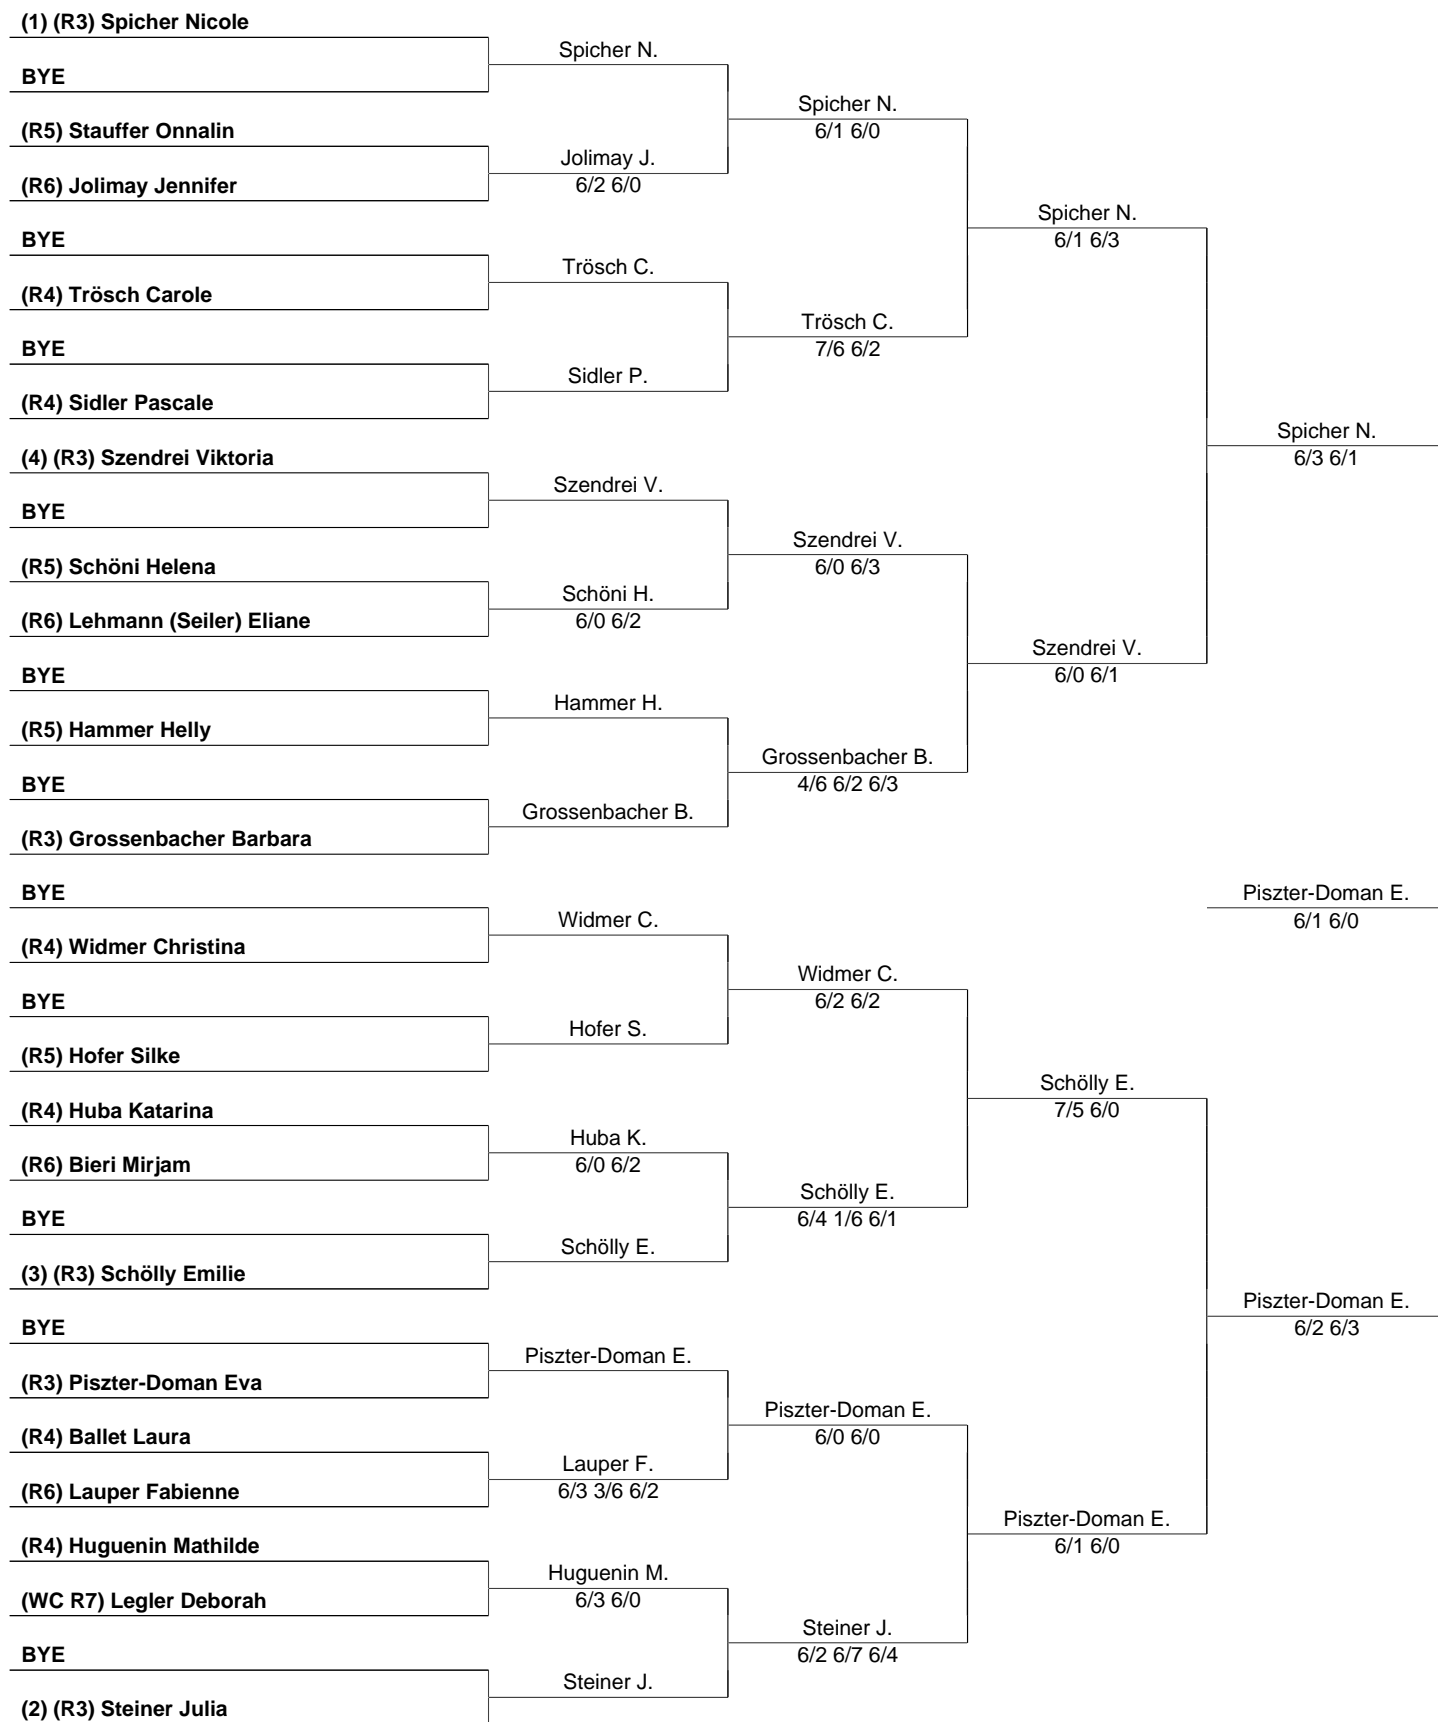 (1) (R3) Spicher Nicole
BYE
(R5) Stauffer Onnalin
(R6) Jolimay Jennifer
BYE
(R4) Trösch Carole
BYE
(R4) Sidler Pascale
(4) (R3) Szendrei Viktoria
BYE
(R5) Schöni Helena
(R6) Lehmann (Seiler) Eliane
BYE
(R5) Hammer Helly
BYE
(R3) Grossenbacher Barbara
BYE
(R4) Widmer Christina
BYE
(R5) Hofer Silke
(R4) Huba Katarina
(R6) Bieri Mirjam
BYE
(3) (R3) Schölly Emilie
BYE
(R3) Piszter-Doman Eva
(R4) Ballet Laura
(R6) Lauper Fabienne
(R4) Huguenin Mathilde
(WC R7) Legler Deborah
BYE
(2) (R3) Steiner Julia
Spicher N.
Jolimay J.
6/2 6/0
Trösch C.
Sidler P.
Szendrei V.
Schöni H.
6/0 6/2
Hammer H.
Grossenbacher B.
Widmer C.
Hofer S.
Huba K.
6/0 6/2
Schölly E.
Piszter-Doman E.
Lauper F.
6/3 3/6 6/2
Huguenin M.
6/3 6/0
Steiner J.
Spicher N.
6/1 6/0
Trösch C.
7/6 6/2
Szendrei V.
6/0 6/3
Grossenbacher B.
4/6 6/2 6/3
Widmer C.
6/2 6/2
Schölly E.
6/4 1/6 6/1
Piszter-Doman E.
6/0 6/0
Steiner J.
6/2 6/7 6/4
Spicher N.
6/1 6/3
Szendrei V.
6/0 6/1
Schölly E.
7/5 6/0
Piszter-Doman E.
6/1 6/0
Spicher N.
6/3 6/1
Piszter-Doman E.
6/1 6/0
Piszter-Doman E.
6/2 6/3